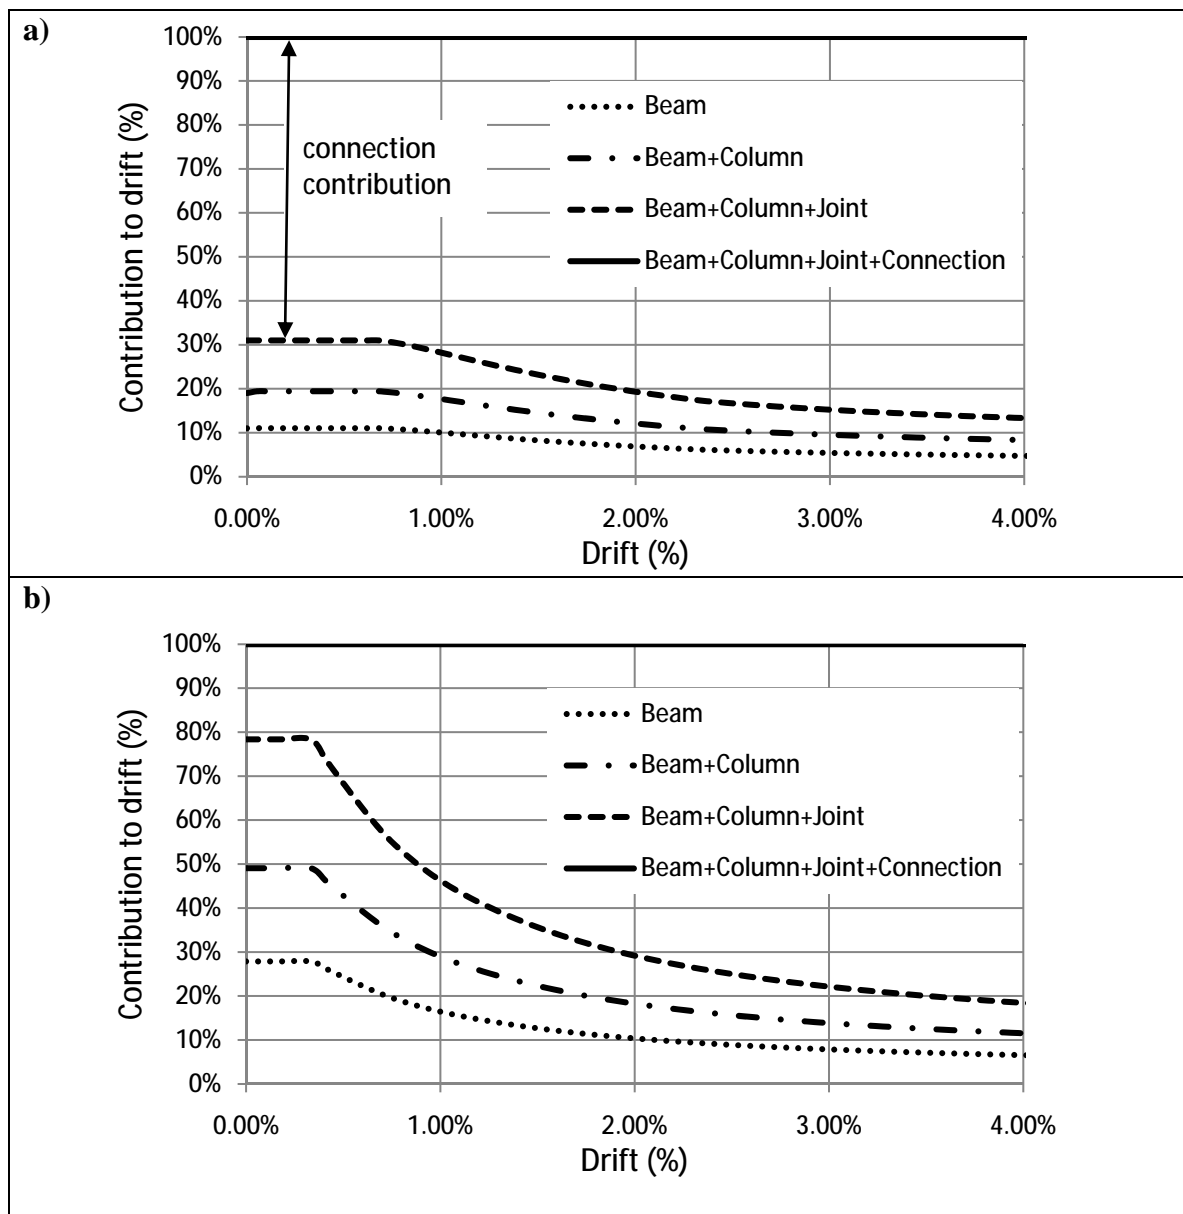 a)
100%
90%
80%
70%
60%
50%
40%
30%
20%
10%
0%
Contribution to drift (%)
connection
contribution
Beam
Beam+Column
Beam+Column+Joint
Beam+Column+Joint+Connection
0.00%
1.00%
2.00%
3.00%
4.00%
Drift (%)
b)
100%
90%
80%
70%
60%
50%
40%
30%
20%
10%
0%
Contribution to drift (%)
Beam
Beam+Column
Beam+Column+Joint
Beam+Column+Joint+Connection
0.00%
1.00%
2.00%
3.00%
4.00%
Drift (%)